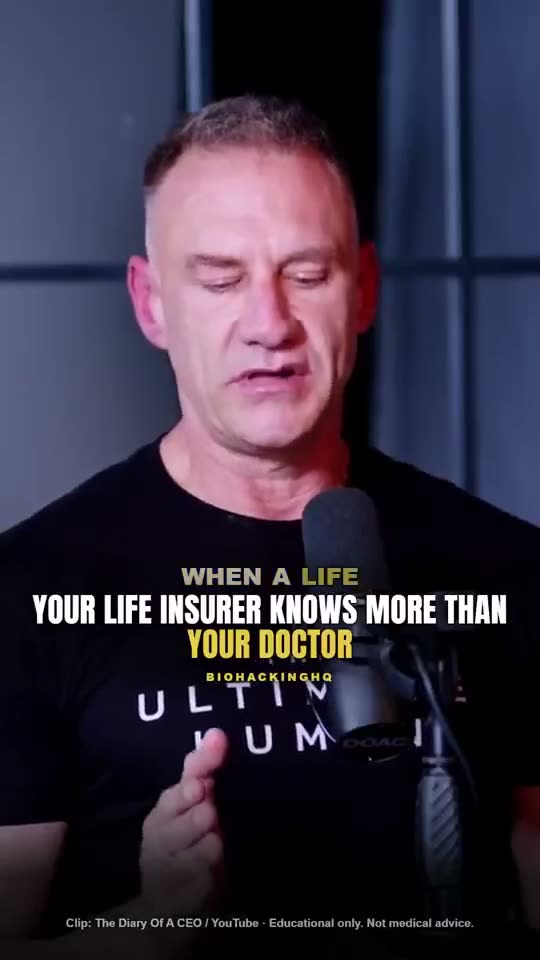 WHEN A LIFE
YOUR LIFE INSURER KNOWS MORE THAN
YOUR DOCTOR
BIOHACKINGHQ
DOAC
Clip: The Diary Of A CEO / YouTube · Educational only. Not medical advice.